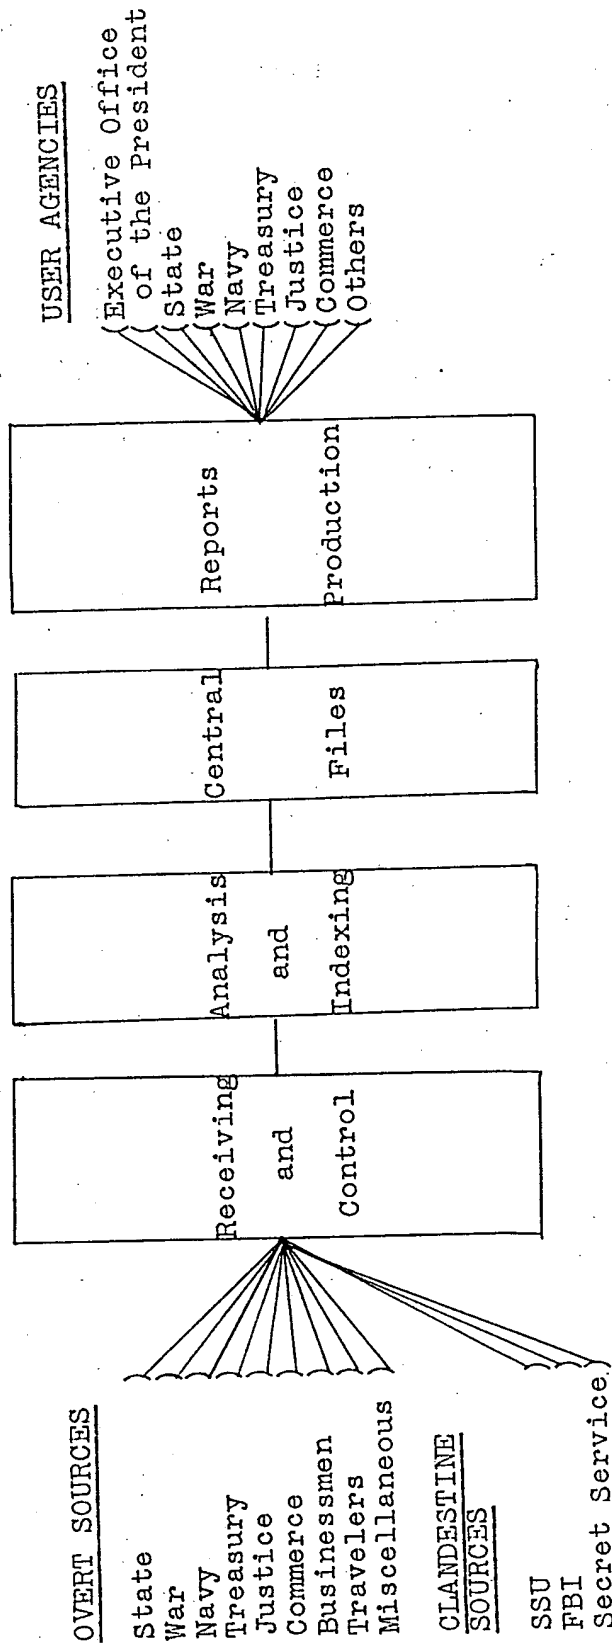 OVERT SOURCES
State
War
Navy
Treasury
Justice
Commerce
Businessmen
Travelers
Miscellaneous
CLANDESTINE
SOURCES
SSU
FBI
Secret Service
Receiving
and
Control
Analysis
and
Indexing
Central
Files
Reports
Production
USER AGENCIES
Executive Office
of the President
State
War
Navy
Treasury
Justice
Commerce
Others